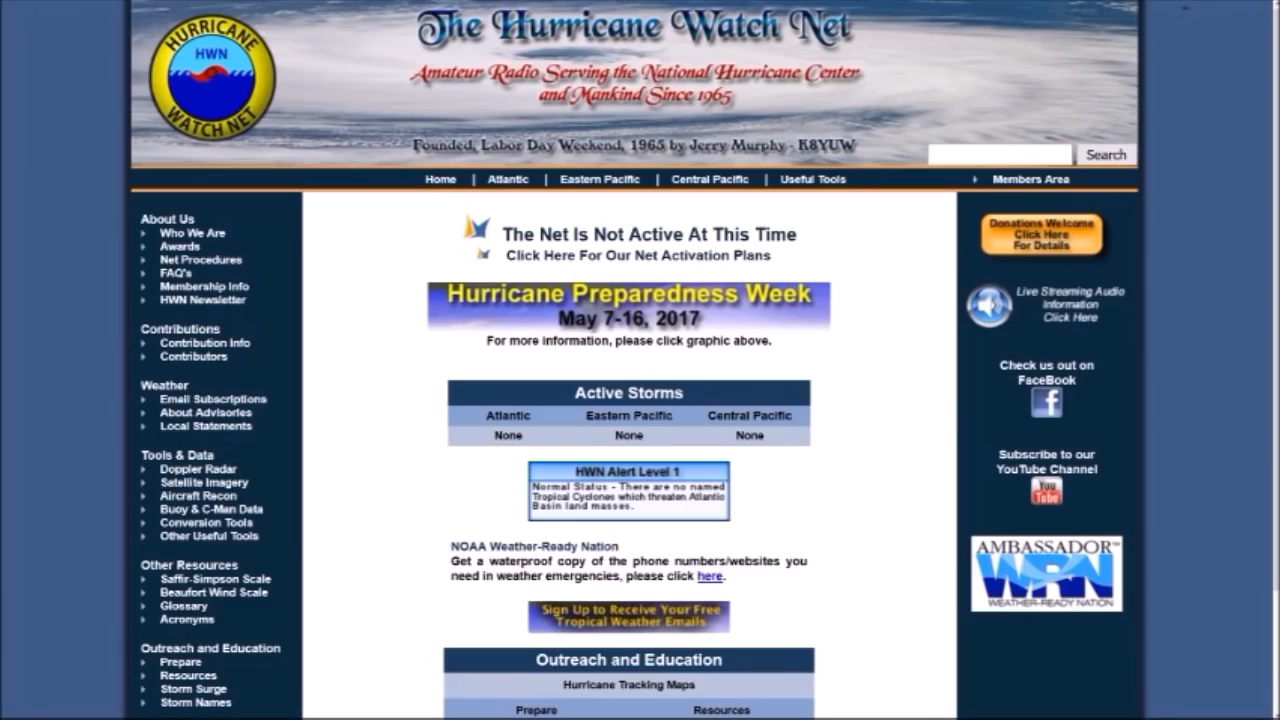 HURRICANE
HWN
WATCH NET
The Hurricane Watch Net
Amateur Radio Serving the National Hurricane Center
and Mankind Since 1965
Founded, Labor Day Weekend, 1965 by Jerry Murphy - K8YUW
Search
Home | Atlantic | Eastern Pacific | Central Pacific | Useful Tools
Members Area
About Us
Who We Are
Awards
Net Procedures
FAQ's
Membership Info
HWN Newsletter
Contributions
Contribution Info
Contributors
Weather
Email Subscriptions
About Advisories
Local Statements
Tools & Data
Doppler Radar
Satellite Imagery
Aircraft Recon
Buoy & C-Man Data
Conversion Tools
Other Useful Tools
Other Resources
Saffir-Simpson Scale
Beaufort Wind Scale
Glossary
Acronyms
Outreach and Education
Prepare
Resources
Storm Surge
Storm Names
The Net Is Not Active At This Time
Click Here For Our Net Activation Plans
Hurricane Preparedness Week
May 7-16, 2017
For more information, please click graphic above.
Active Storms
Atlantic Eastern Pacific Central Pacific
None None None
HWN Alert Level 1
Normal Status - There are no named
Tropical Cyclones which threaten Atlantic
Basin land masses.
NOAA Weather-Ready Nation
Get a waterproof copy of the phone numbers/websites you
need in weather emergencies, please click here.
Sign Up to Receive Your Free
Tropical Weather Emails
Outreach and Education
Hurricane Tracking Maps
Prepare Resources
Donations Welcome
Click Here
For Details
Live Streaming Audio
Information
Click Here
Check us out on
FaceBook
f
Subscribe to our
YouTube Channel
You
Tube
AMBASSADOR™
WRN
WEATHER-READY NATION